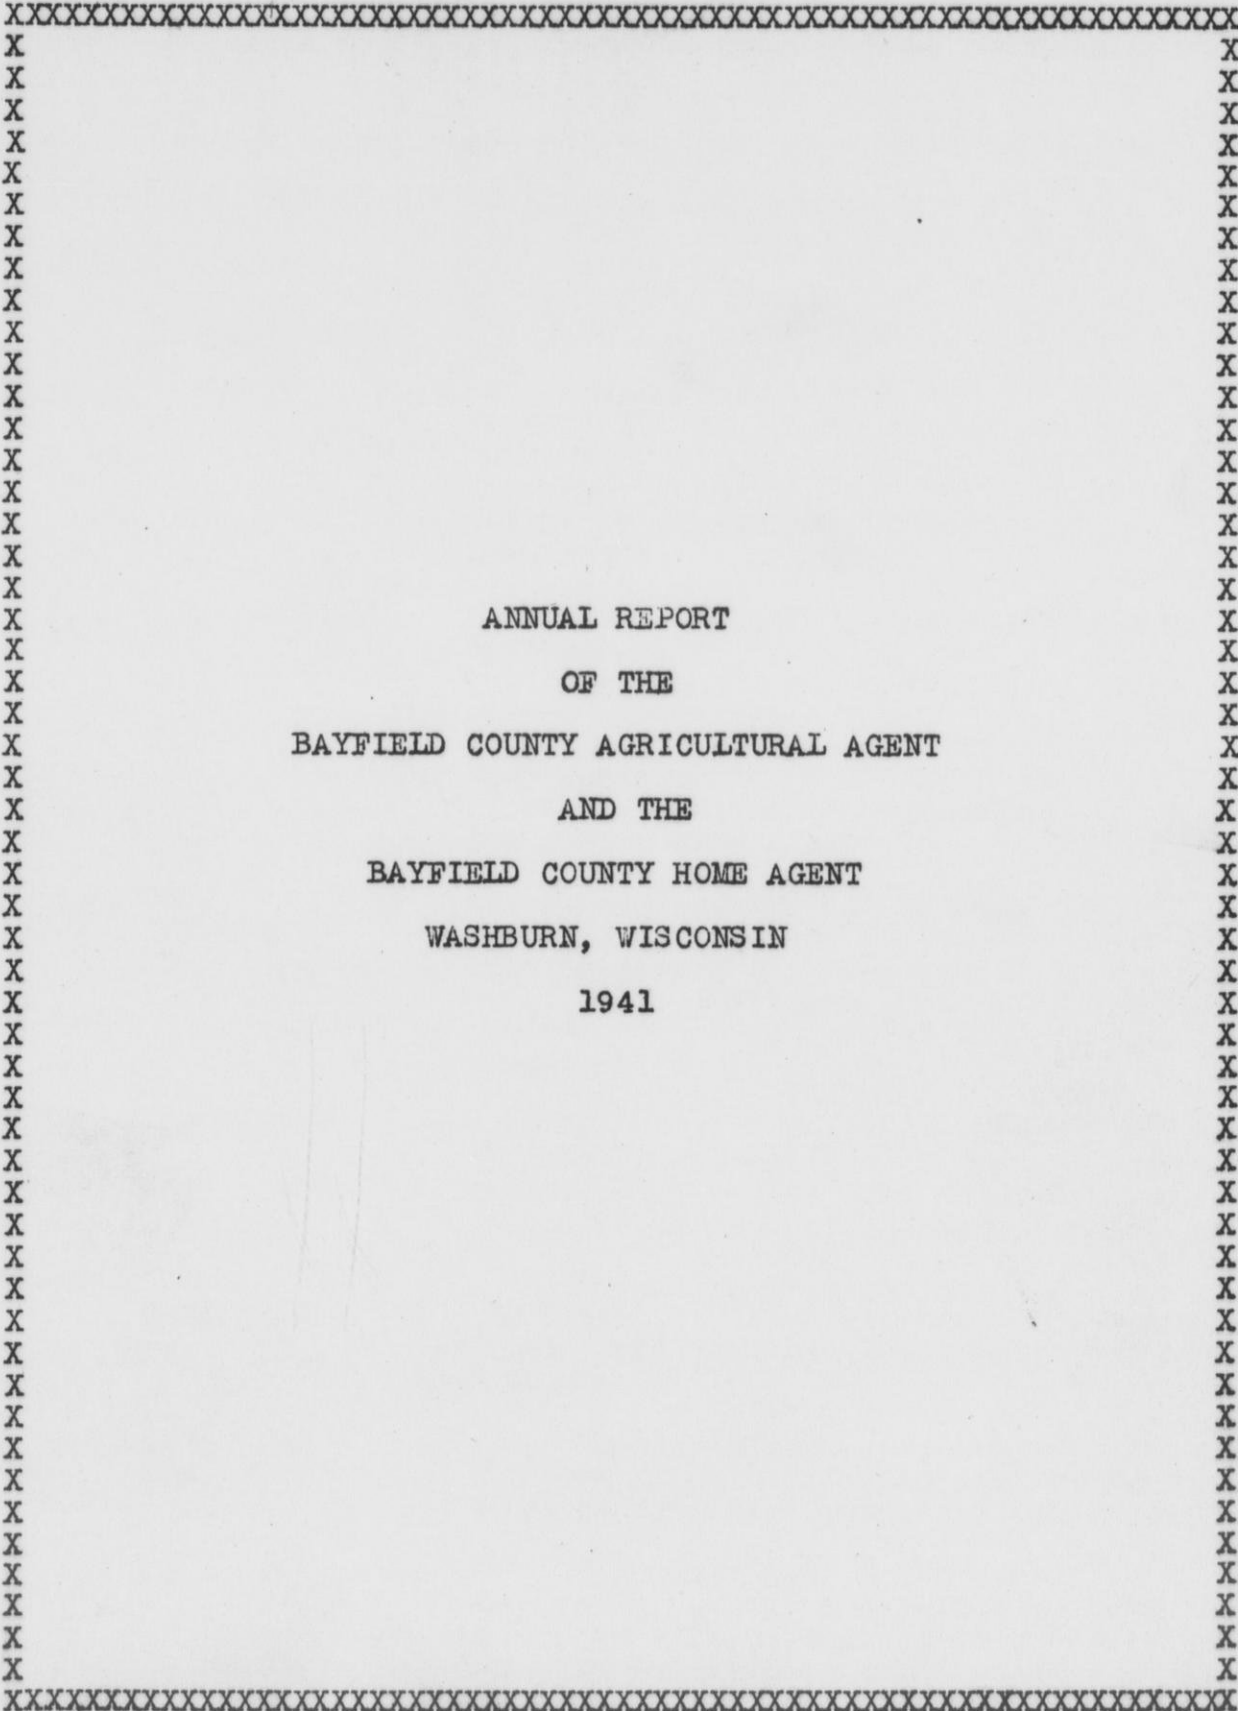 ANNUAL REPORT
OF THE
BAYFIELD COUNTY AGRICULTURAL AGENT
AND THE
BAYFIELD COUNTY HOME AGENT
WASHBURN, WISCONSIN
1941